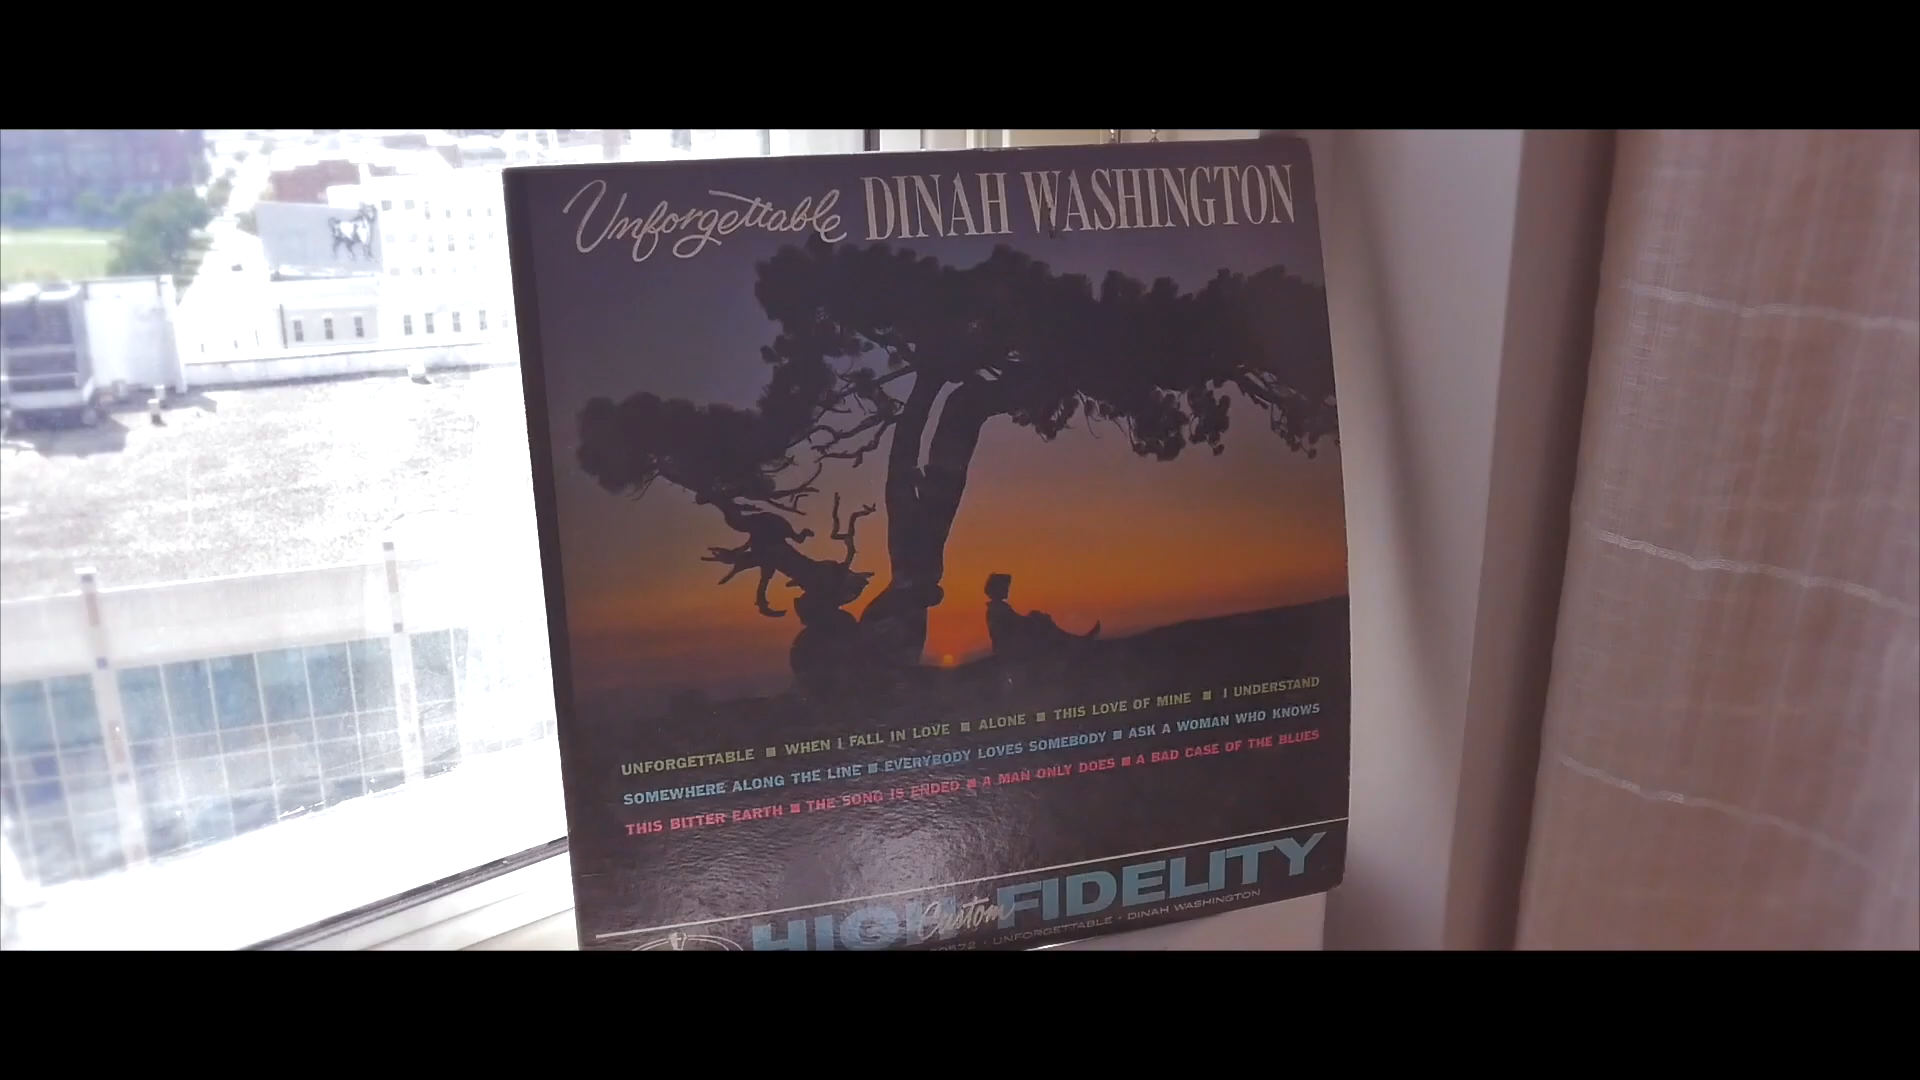 Unforgettable DINAH WASHINGTON
UNFORGETTABLE ■ WHEN I FALL IN LOVE ■ ALONE ■ THIS LOVE OF MINE ■ I UNDERSTAND
SOMEWHERE ALONG THE LINE ■ EVERYBODY LOVES SOMEBODY ■ ASK A WOMAN WHO KNOWS
THIS BITTER EARTH ■ THE SONG IS ENDED ■ A MAN ONLY DOES ■ A BAD CASE OF THE BLUES
HIGH Custom FIDELITY
UNFORGETTABLE • DINAH WASHINGTON